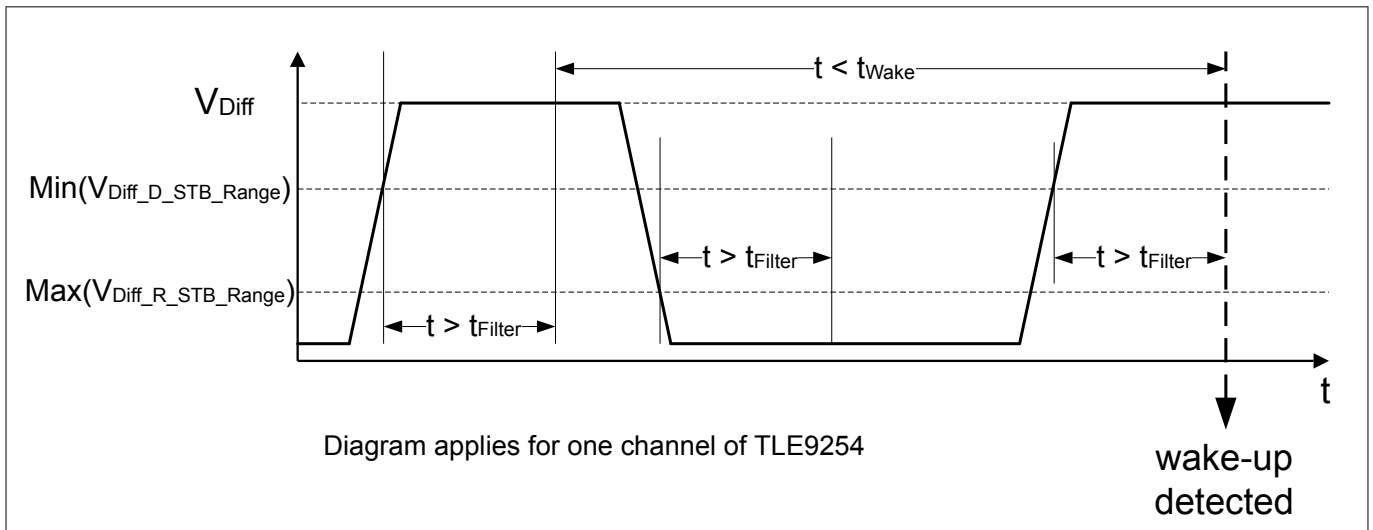 t < tWake
VDiff
Min(VDiff_D_STB_Range)
t > tFilter
t > tFilter
Max(VDiff_R_STB_Range)
t > tFilter
t
Diagram applies for one channel of TLE9254
wake-up
detected